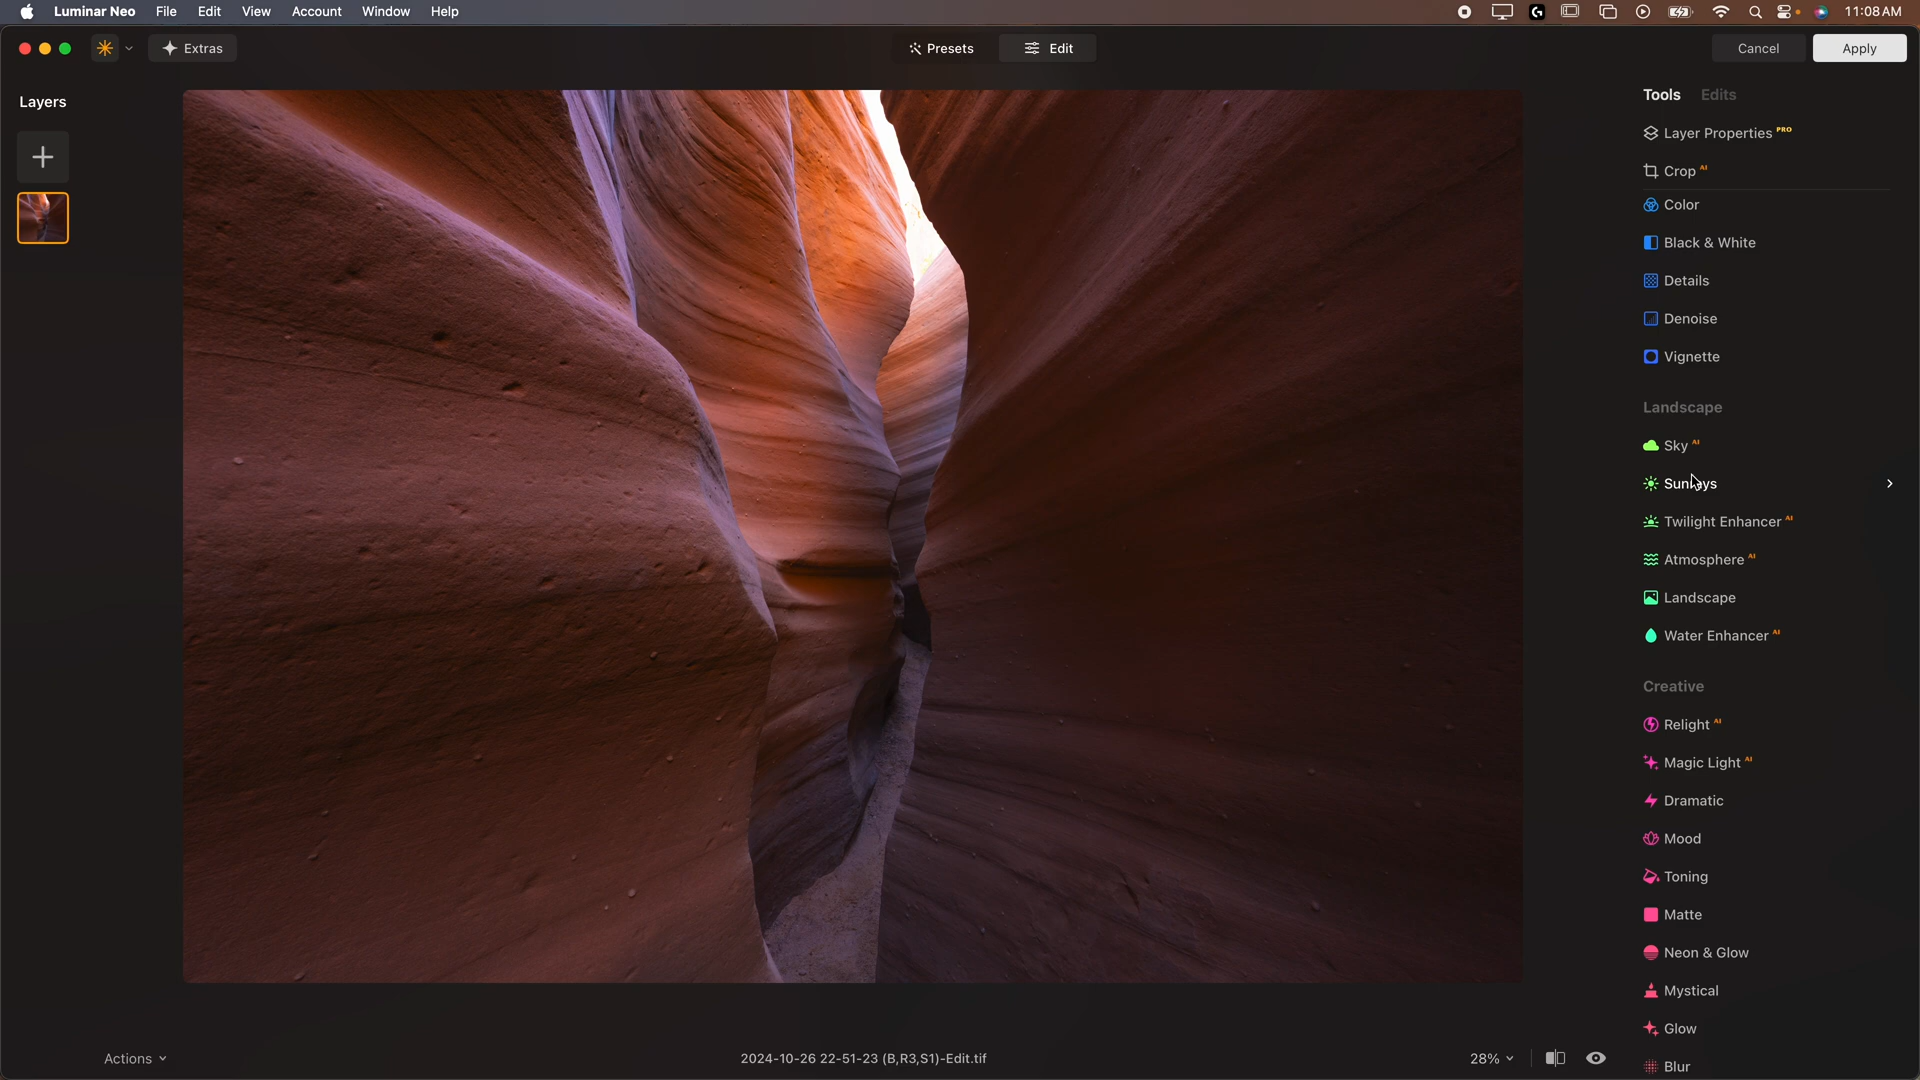 Luminar Neo File Edit View Account Window Help 11:08 AM
Extras Presets Edit Cancel Apply
Layers
Tools Edits
Layer Properties PRO
Crop AI
Color
Black & White
Details
Denoise
Vignette
Landscape
Sky AI
Sunrays
Twilight Enhancer AI
Atmosphere AI
Landscape
Water Enhancer AI
Creative
Relight AI
Magic Light AI
Dramatic
Mood
Toning
Matte
Neon & Glow
Mystical
Glow
Blur
Actions 2024-10-26 22-51-23 (B,R3,S1)-Edit.tif 28%